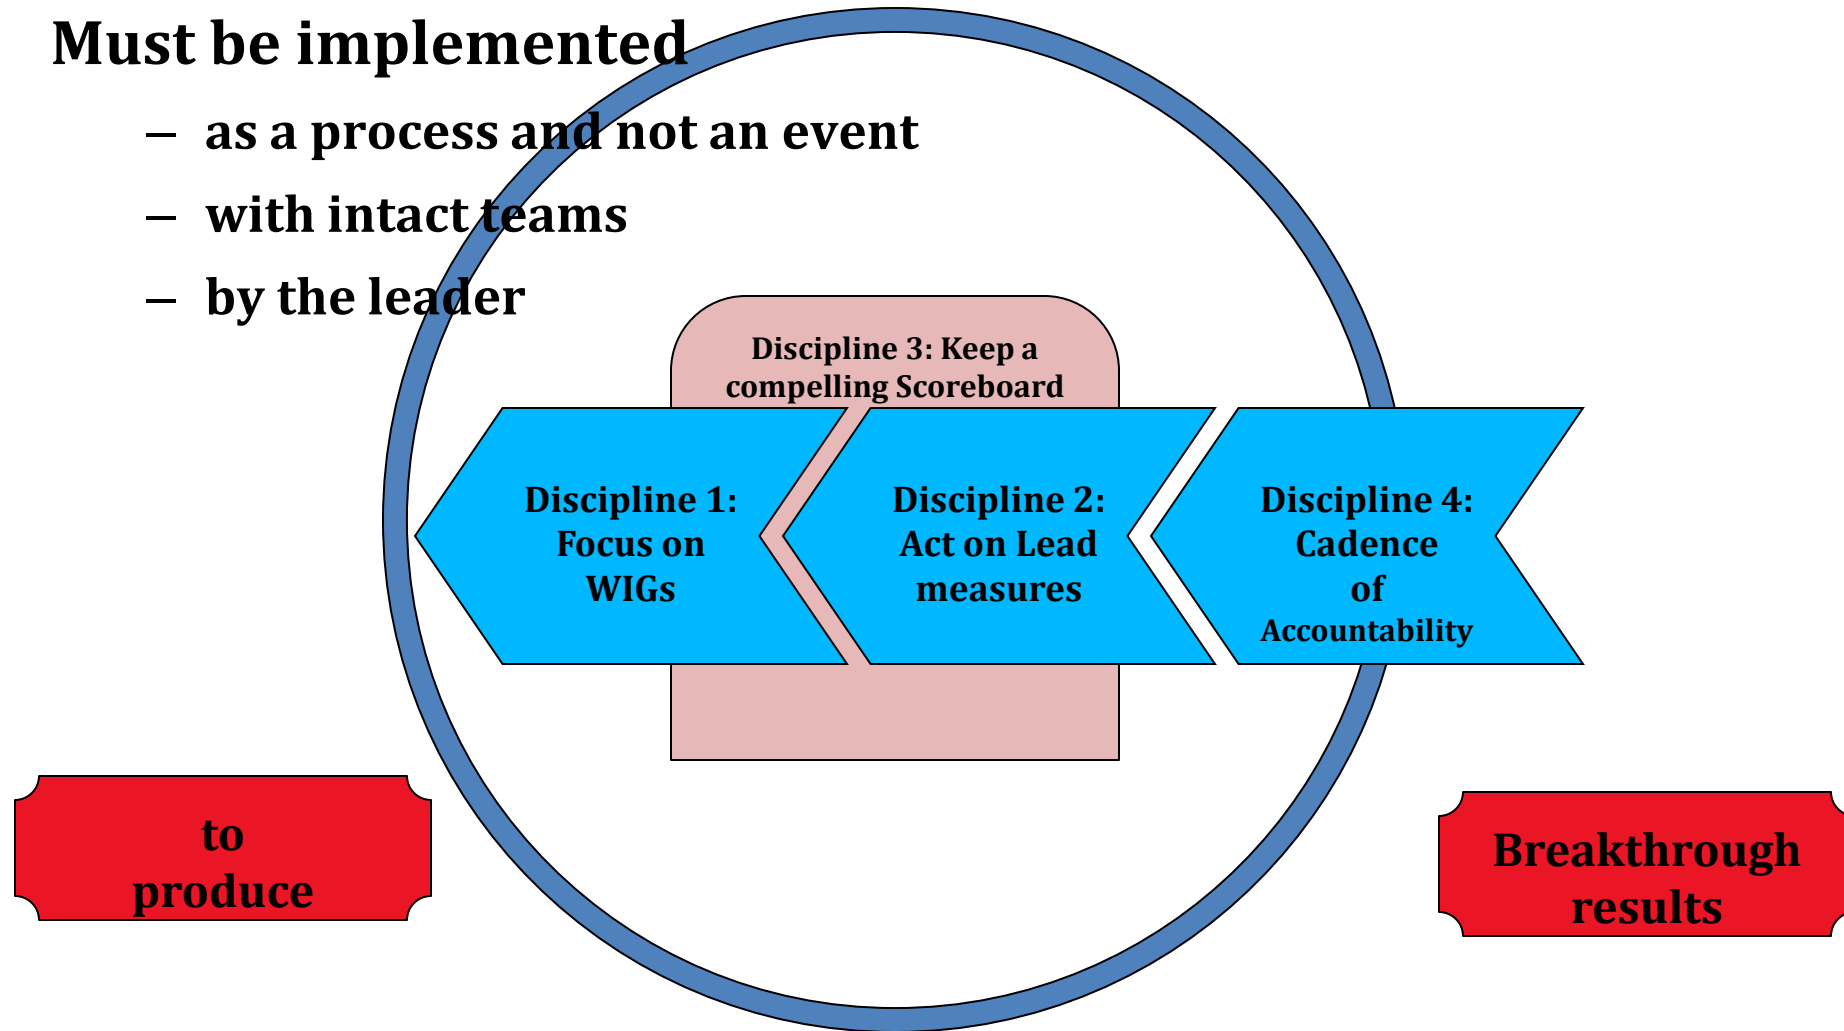 Must be implemented
– as a process and not an event
– with intact teams
– by the leader
Discipline 3: Keep a
compelling Scoreboard
Discipline 1:
Focus on
WIGs
Discipline 2:
Act on Lead
measures
Discipline 4:
Cadence
of
Accountability
to
produce
Breakthrough
results